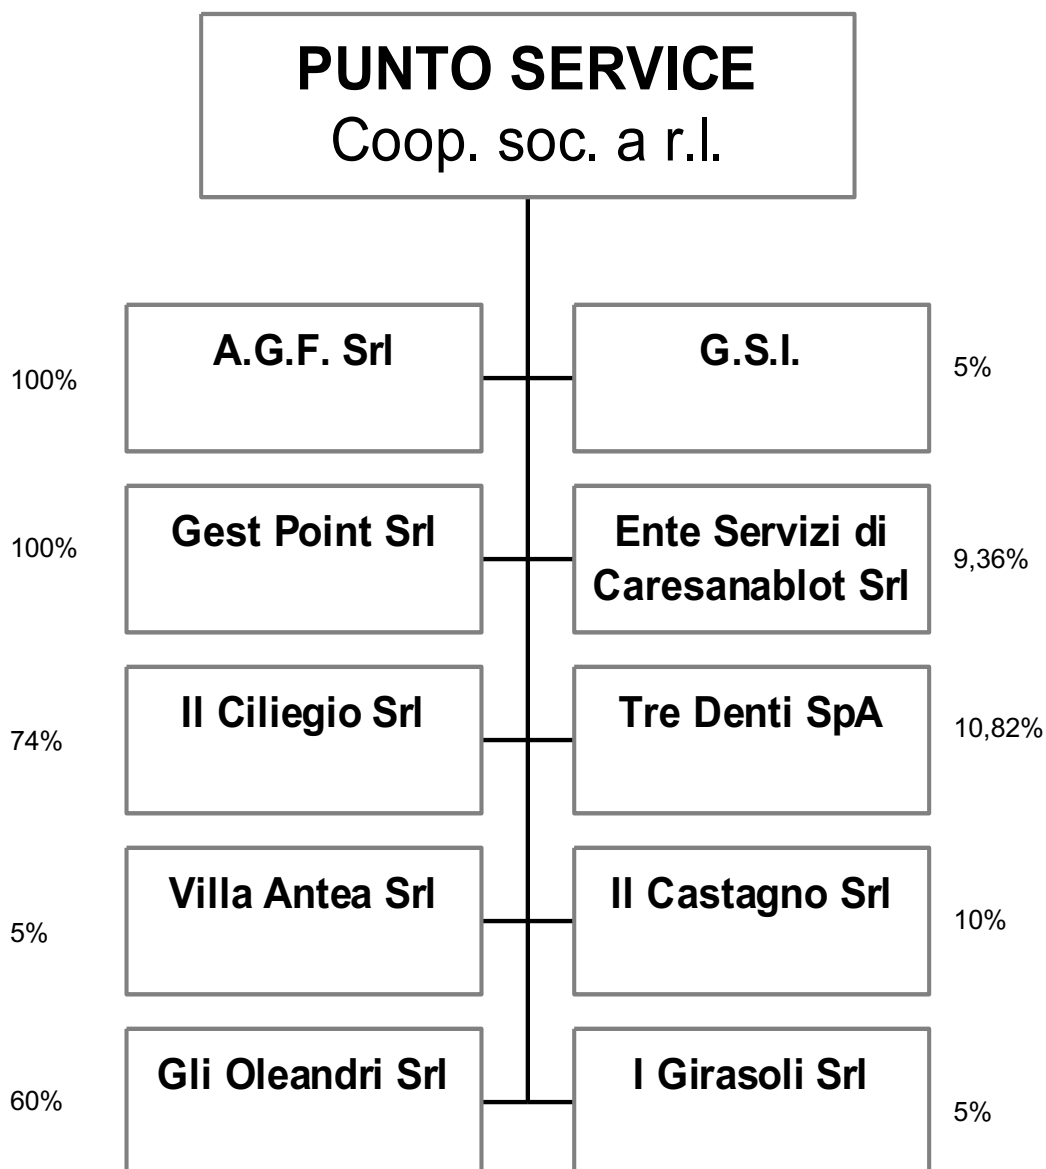 PUNTO SERVICE
Coop. soc. a r.l.
A.G.F. Srl
G.S.I.
100%
5%
Gest Point Srl
Ente Servizi di
Caresanablot Srl
100%
9,36%
Il Ciliegio Srl
Tre Denti SpA
74%
10,82%
Villa Antea Srl
Il Castagno Srl
5%
10%
Gli Oleandri Srl
I Girasoli Srl
60%
5%